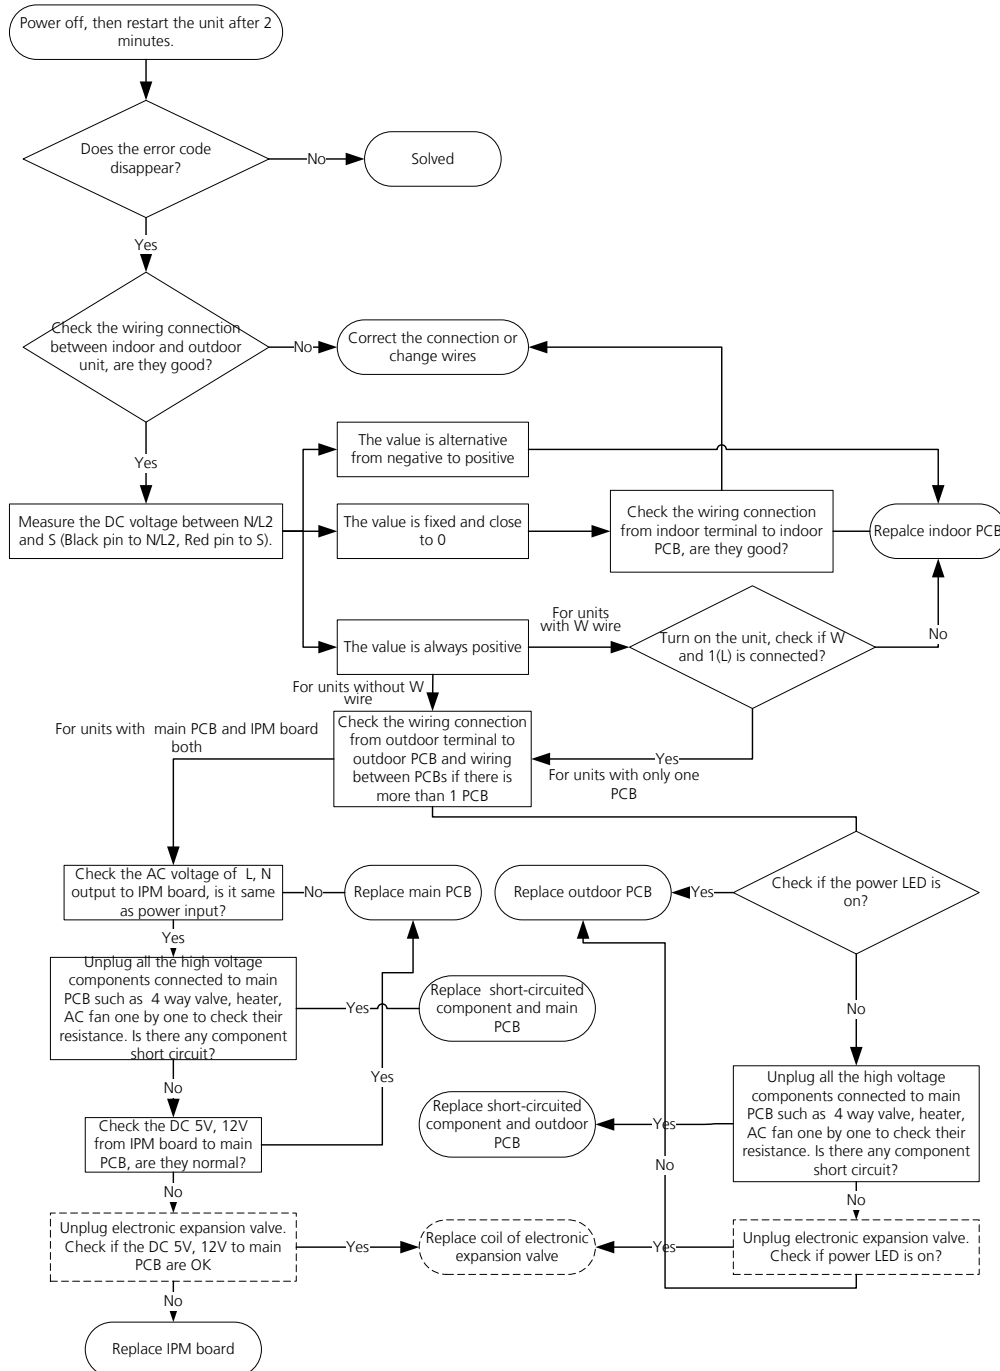 Power off, then restart the unit after 2
minutes.
Does the error code
disappear?
No
Solved
Yes
Check the wiring connection
between indoor and outdoor
unit, are they good?
No
Correct the connection or
change wires
Yes
The value is alternative
from negative to positive
Measure the DC voltage between N/L2
and S (Black pin to N/L2, Red pin to S).
The value is fixed and close
to 0
Check the wiring connection
from indoor terminal to indoor
PCB, are they good?
Repalce indoor PCB
The value is always positive
For units
with W wire
Turn on the unit, check if W
and 1(L) is connected?
No
For units without W
wire
For units with  main PCB and IPM board
both
Check the wiring connection
from outdoor terminal to
outdoor PCB and wiring
between PCBs if there is
more than 1 PCB
Yes
For units with only one
PCB
Check the AC voltage of  L, N
output to IPM board, is it same
as power input?
No
Replace main PCB
Replace outdoor PCB
Yes
Check if the power LED is
on?
Yes
Unplug all the high voltage
components connected to main
PCB such as  4 way valve, heater,
AC fan one by one to check their
resistance. Is there any component
short circuit?
Yes
Replace  short-circuited
component and main
PCB
No
No
Yes
Check the DC 5V, 12V
from IPM board to main
PCB, are they normal?
Replace short-circuited
component and outdoor
PCB
Yes
Unplug all the high voltage
components connected to main
PCB such as  4 way valve, heater,
AC fan one by one to check their
resistance. Is there any component
short circuit?
No
No
No
Unplug electronic expansion valve.
Check if the DC 5V, 12V to main
PCB are OK
Yes
Replace coil of electronic
expansion valve
Yes
Unplug electronic expansion valve.
Check if power LED is on?
No
Replace IPM board